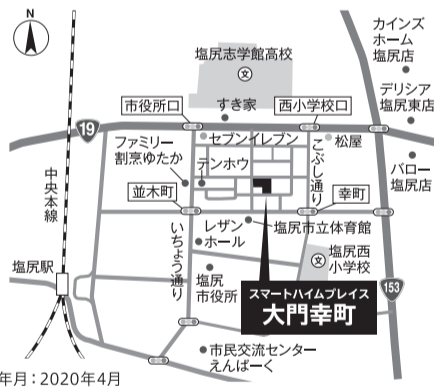 N
カインズ
ホーム
塩尻店
塩尻志学館高校
文
デリシア
塩尻東店
市役所口
すき家
西小学校口
19
セブンイレブン
松屋
ファミリー
割烹ゆたか
テンホウ
こぶし通り
バロー
塩尻店
中央本線
並木町
幸町
いちょう通り
レザン
ホール
塩尻市立体育館
塩尻西
小学校
文
塩尻駅
塩尻
市役所
スマートハイムプレイス
大門幸町
153
市民交流センター
えんぱーく
年月：2020年4月